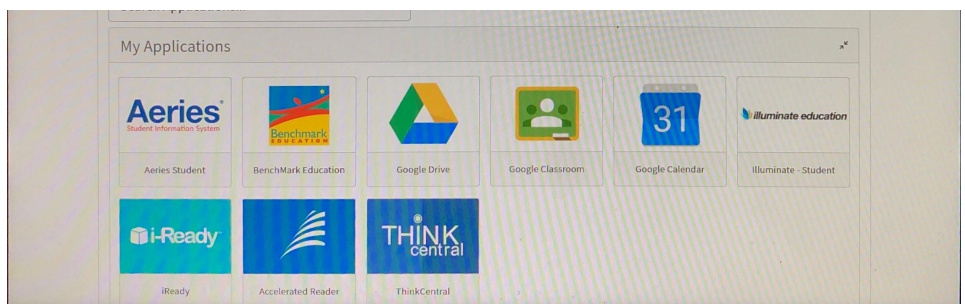 My Applications
Aeries
Student Information System
Benchmark
EDUCATION
31
illuminate education
Aeries Student
BenchMark Education
Google Drive
Google Classroom
Google Calendar
Illuminate - Student
i-Ready
THINK
central
iReady
Accelerated Reader
ThinkCentral